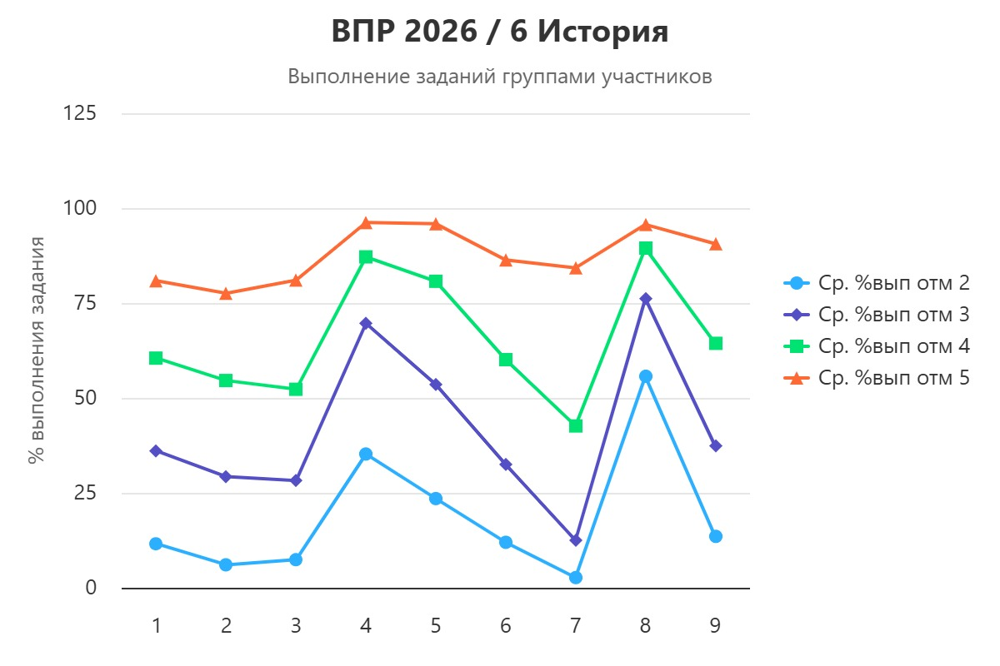 ВПР 2026 / 6 История
Выполнение заданий группами участников
% выполнения задания
125
100
75
50
25
0
1 2 3 4 5 6 7 8 9
Ср. %вып отм 2
Ср. %вып отм 3
Ср. %вып отм 4
Ср. %вып отм 5